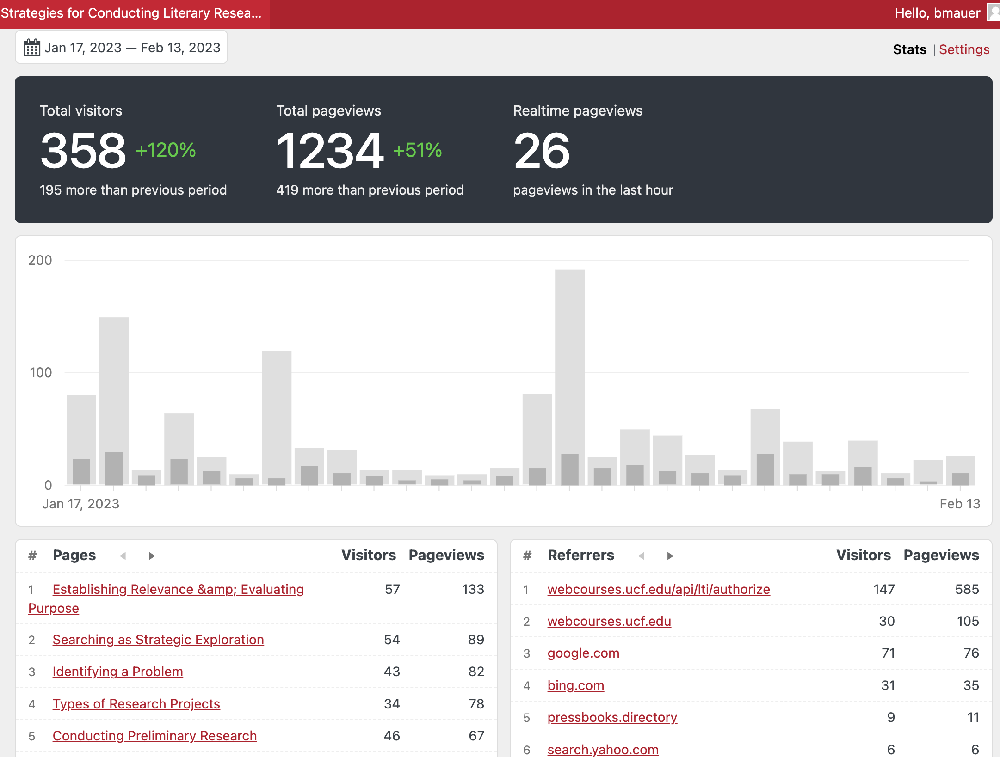 Strategies for Conducting Literary Resea...
Hello, bmauer
Jan 17, 2023 — Feb 13, 2023
Stats | Settings
Total visitors
358 +120%
195 more than previous period
Total pageviews
1234 +51%
419 more than previous period
Realtime pageviews
26
pageviews in the last hour
200
100
0
Jan 17, 2023
Feb 13
# Pages Visitors Pageviews
1 Establishing Relevance &amp; Evaluating 57 133
Purpose
2 Searching as Strategic Exploration 54 89
3 Identifying a Problem 43 82
4 Types of Research Projects 34 78
5 Conducting Preliminary Research 46 67
# Referrers Visitors Pageviews
1 webcourses.ucf.edu/api/lti/authorize 147 585
2 webcourses.ucf.edu 30 105
3 google.com 71 76
4 bing.com 31 35
5 pressbooks.directory 9 11
6 search.yahoo.com 6 6